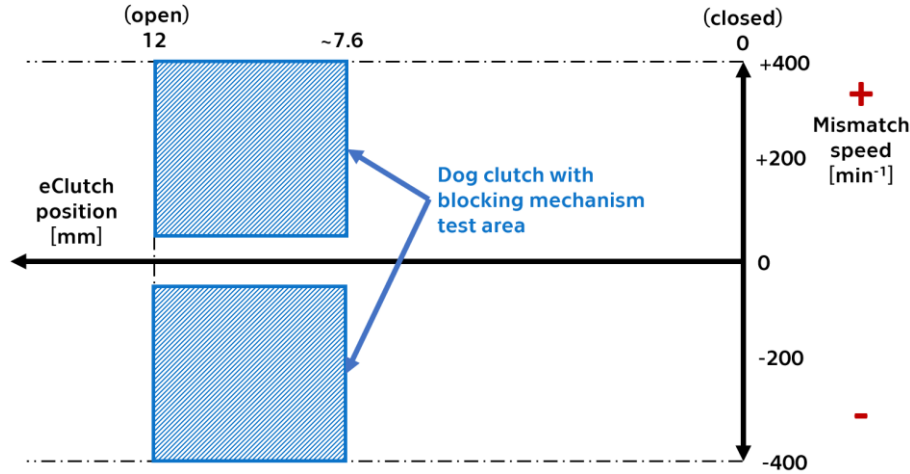 (open)
12
~7.6
(closed)
0
+400
+
Mismatch
speed
[min⁻¹]
+200
eClutch
position
[mm]
Dog clutch with
blocking mechanism
test area
0
-200
-
-400